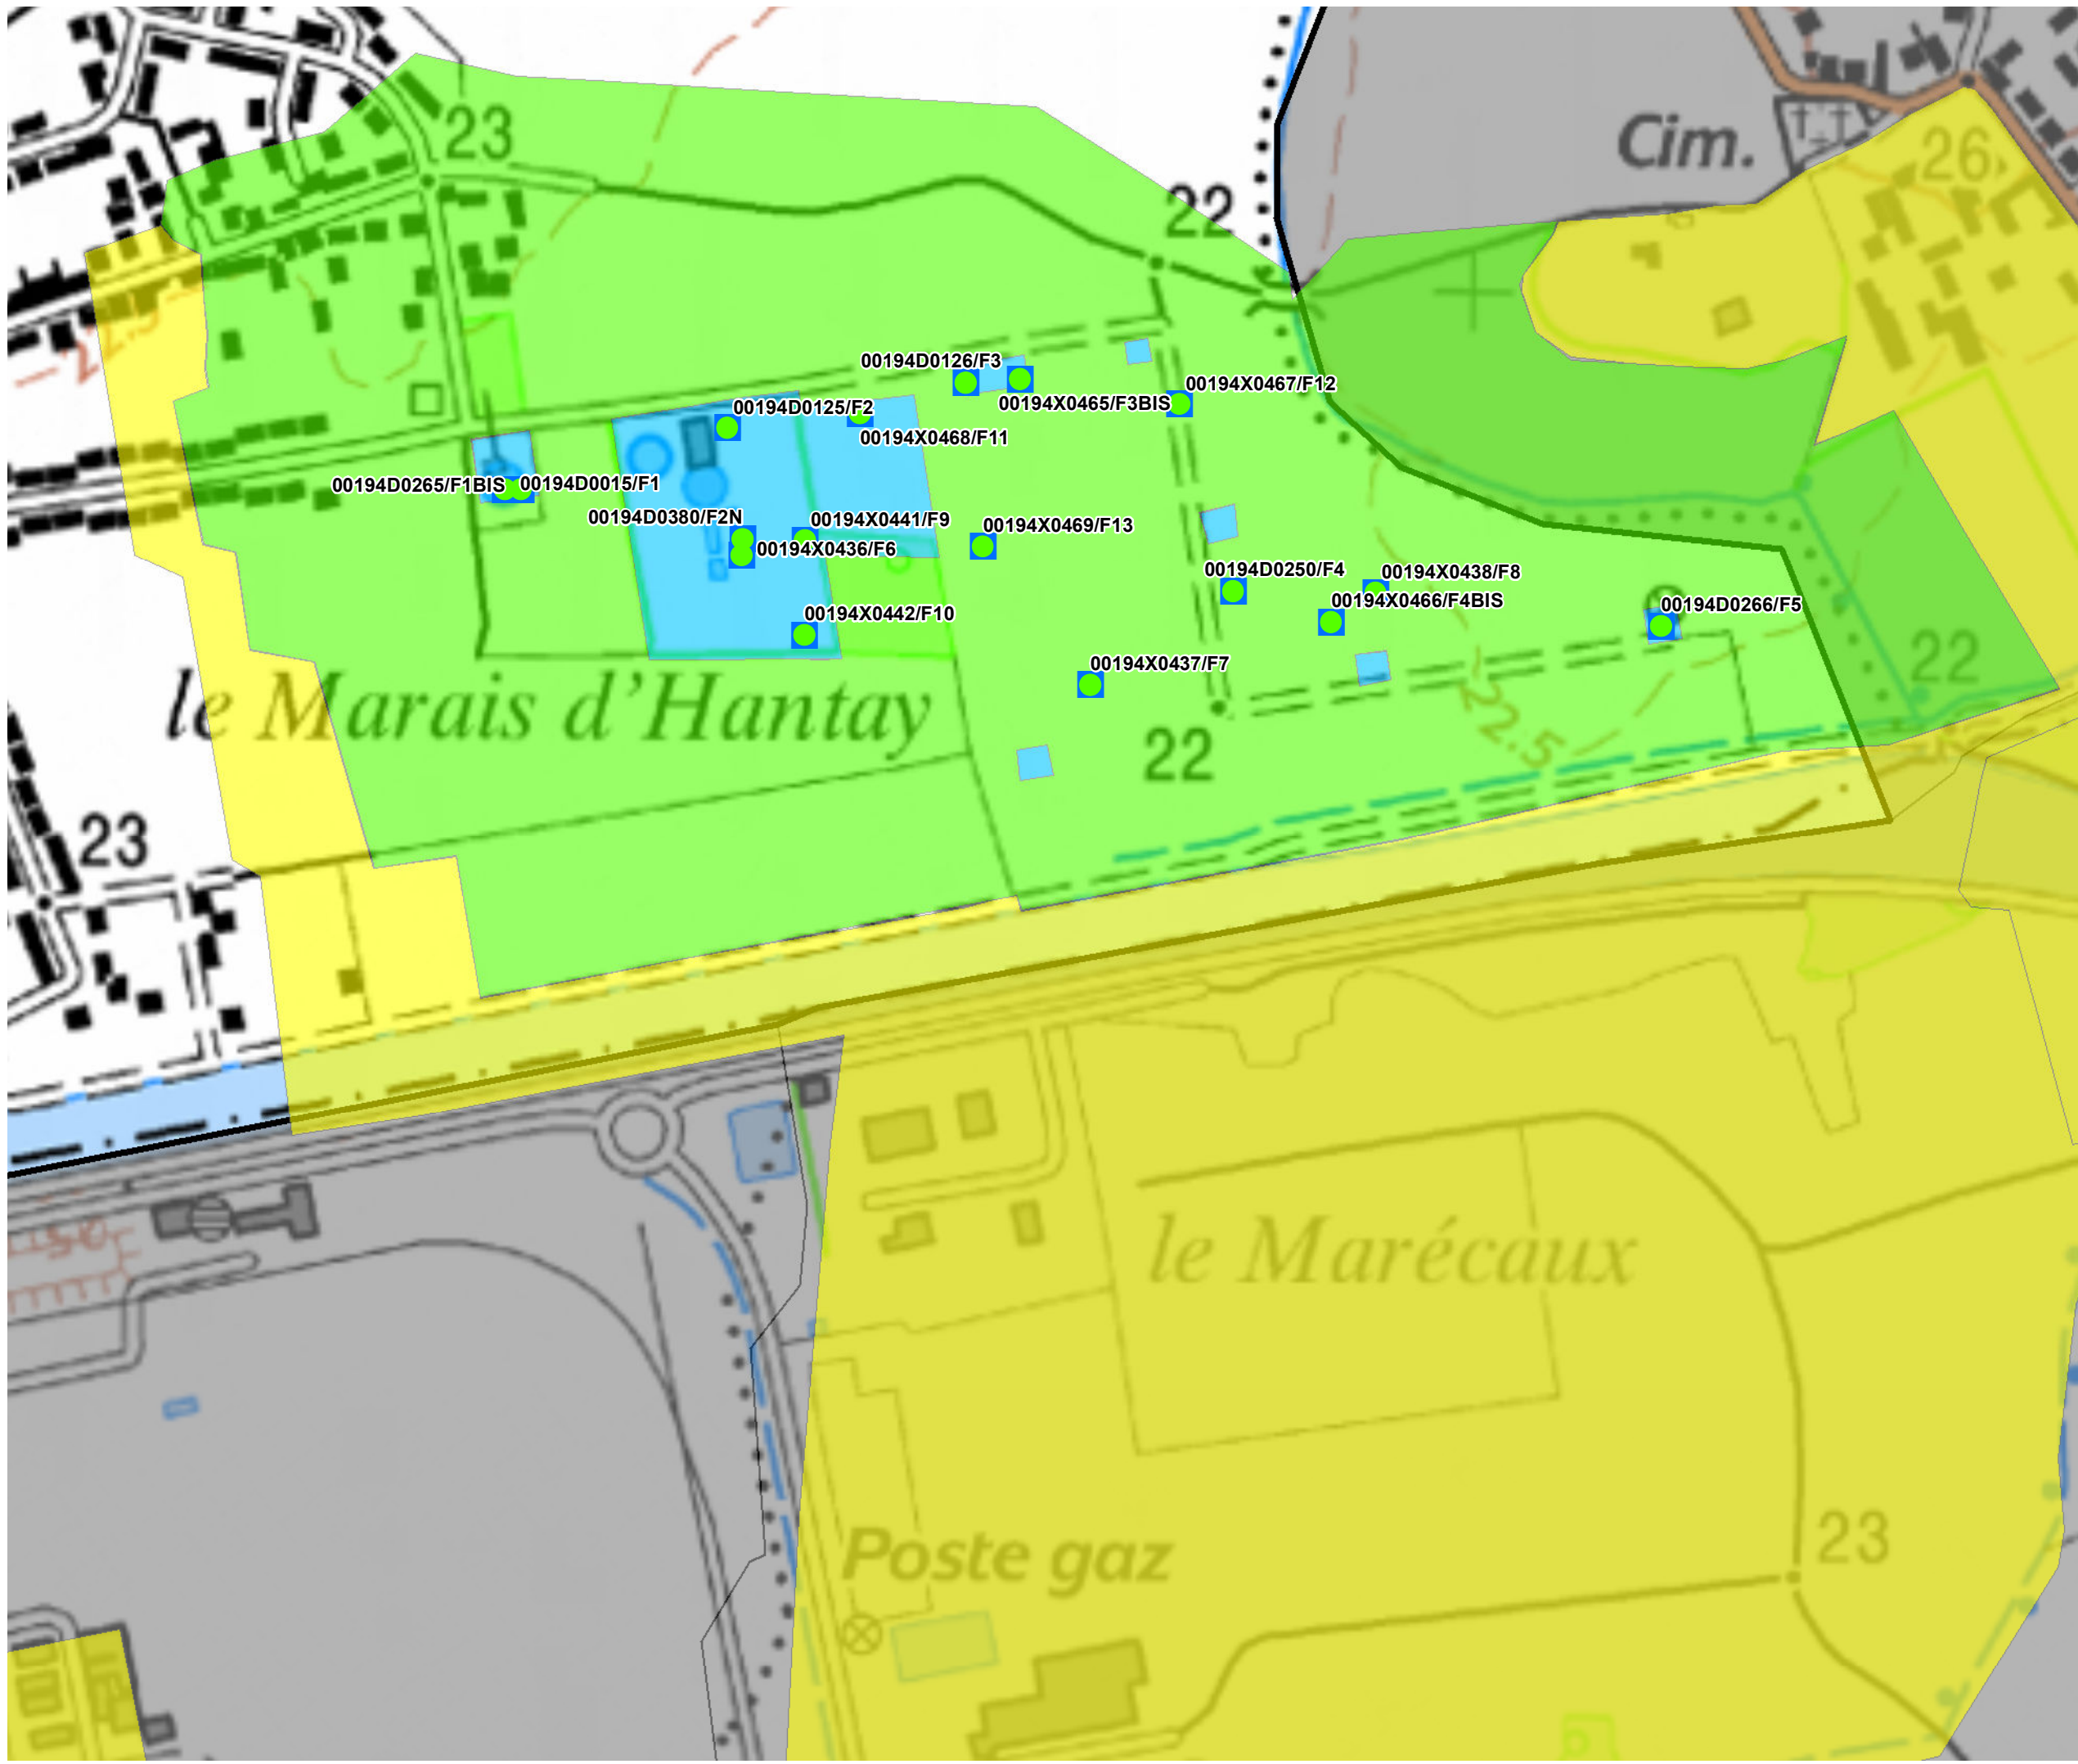 23
Cim.
26
22
00194D0126/F3
00194X0467/F12
00194X0465/F3BIS
00194D0125/F2
00194X0468/F11
22.5
00194D0265/F1BIS
00194D0015/F1
00194D0380/F2N
00194X0441/F9
00194X0469/F13
00194X0436/F6
00194D0250/F4
00194X0438/F8
00194X0466/F4BIS
00194D0266/F5
00194X0442/F10
22
00194X0437/F7
le Marais d'Hantay
22.5
22
23
le Marécaux
Poste gaz
23